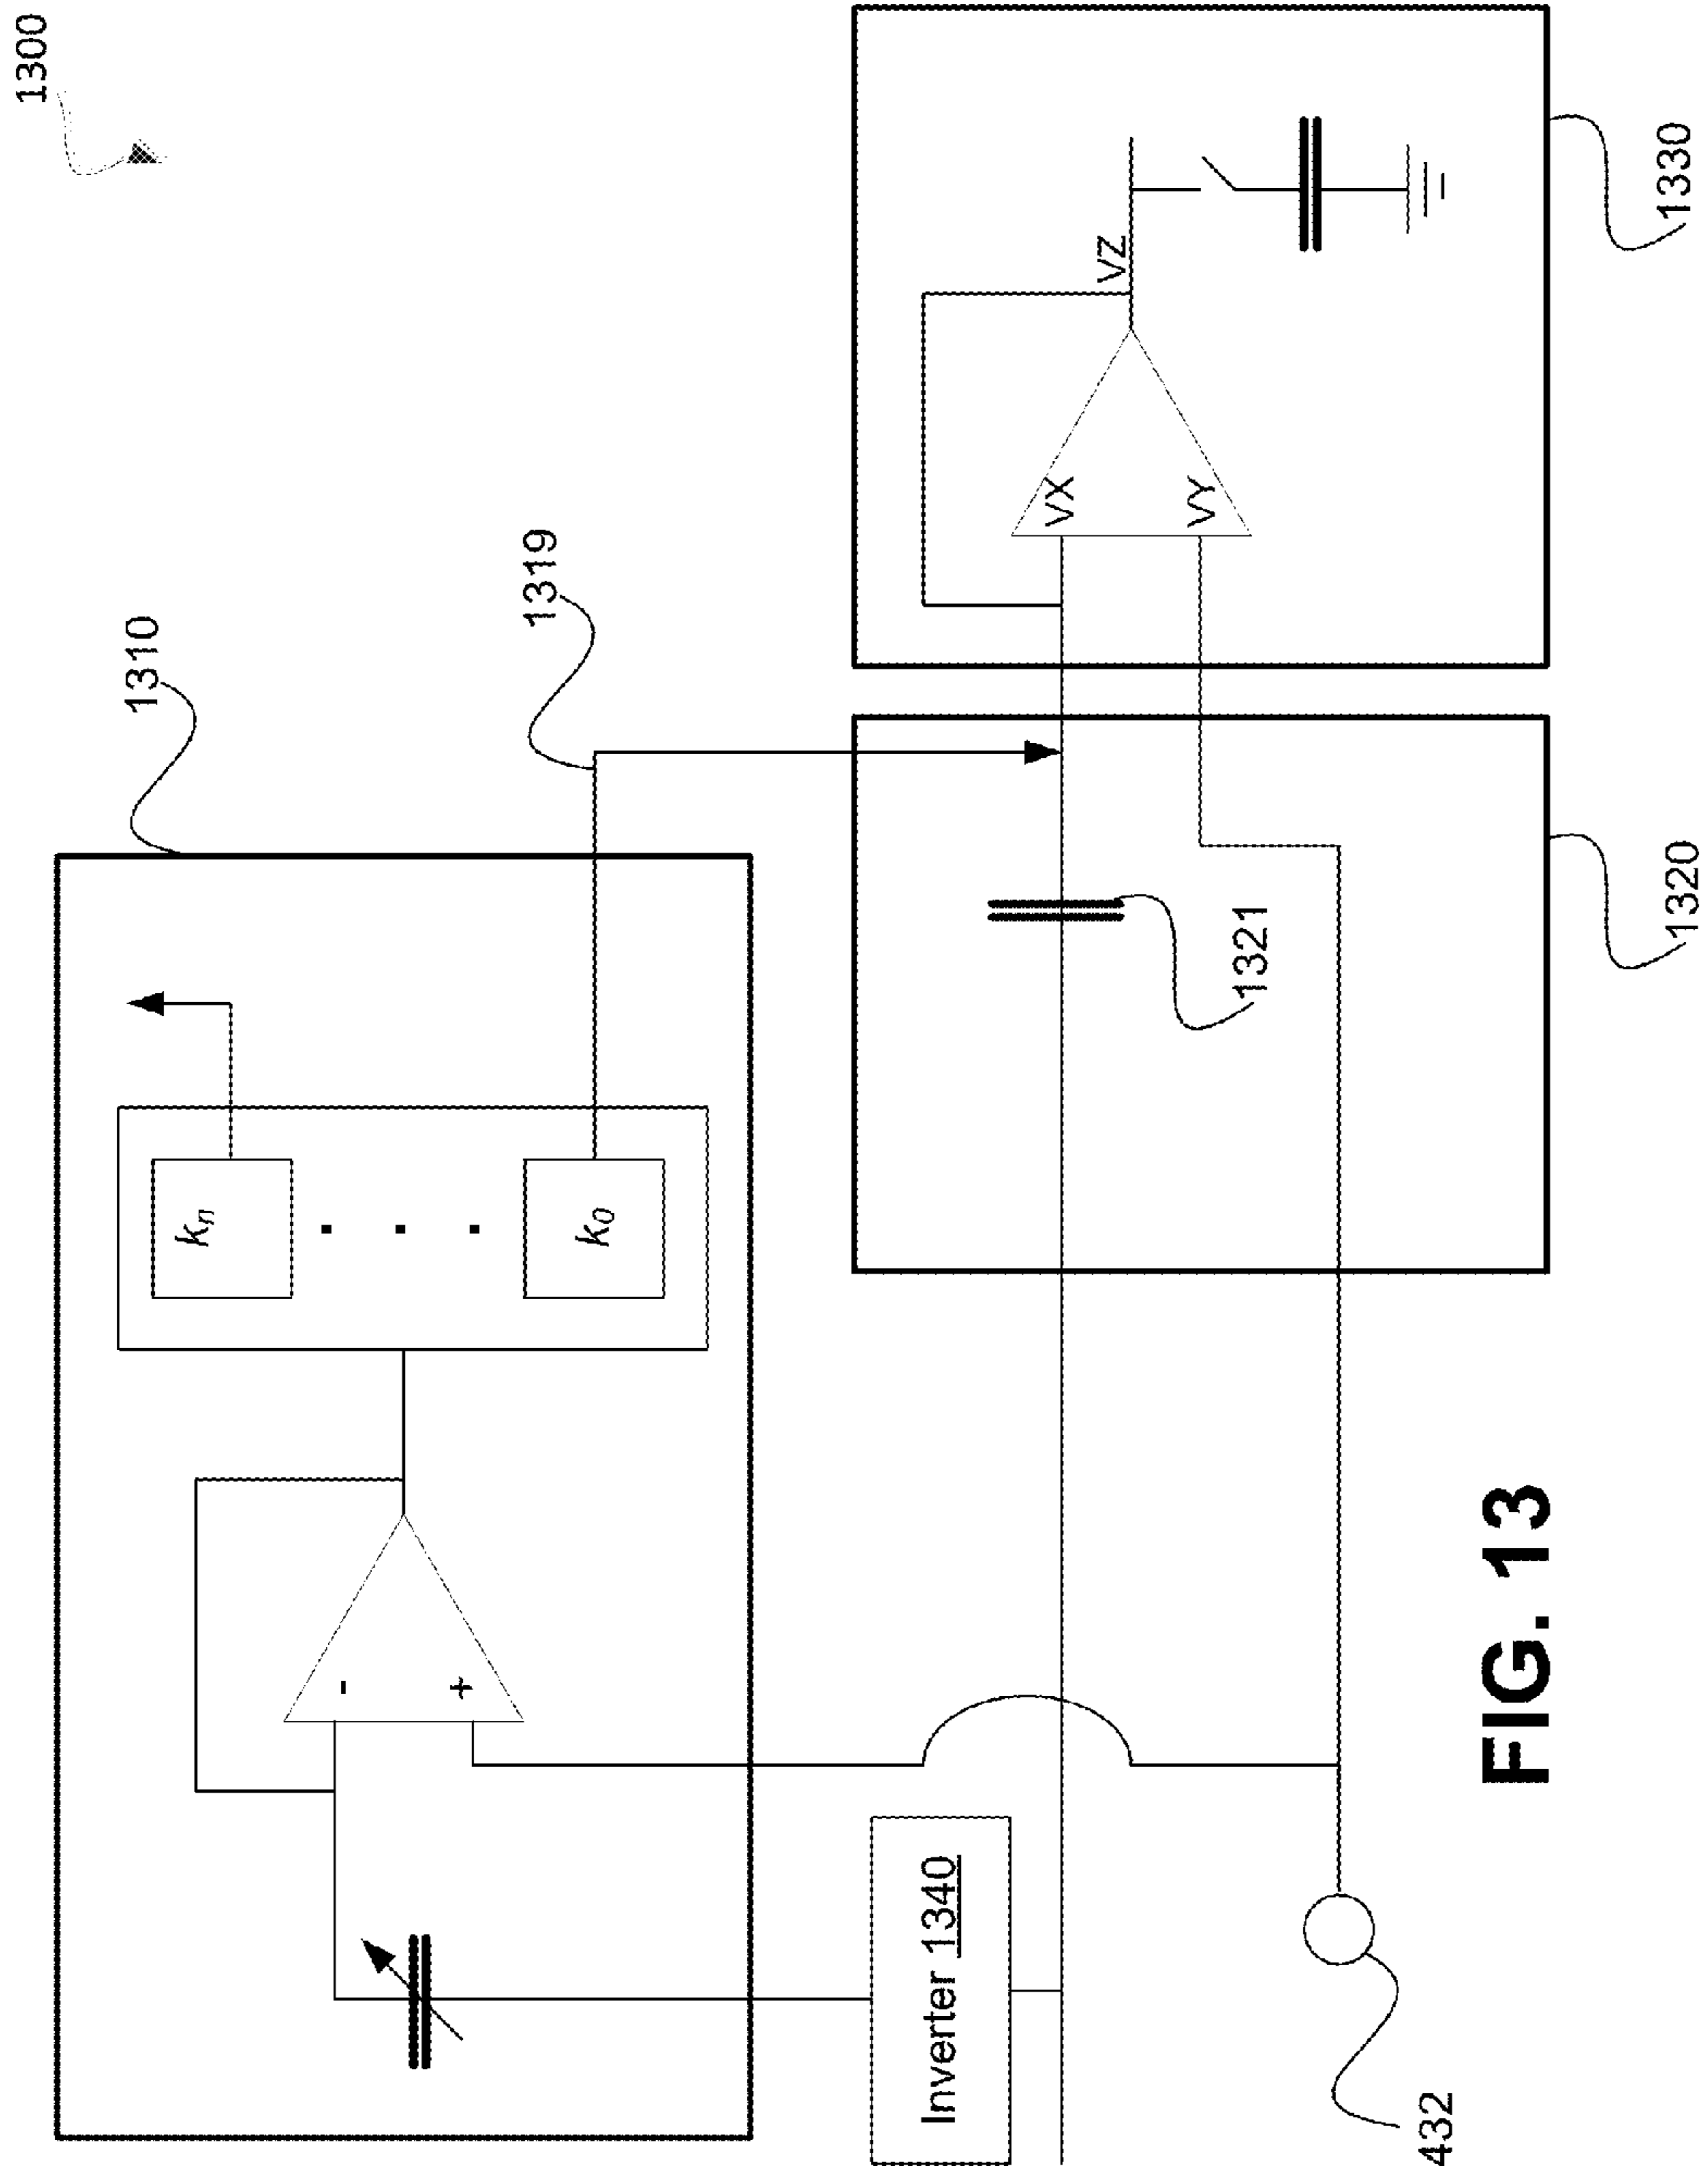 1300
1310
1319
kn
k0
-
+
VX
VY
VZ
Inverter 1340
1321
432
1320
1330
FIG. 13